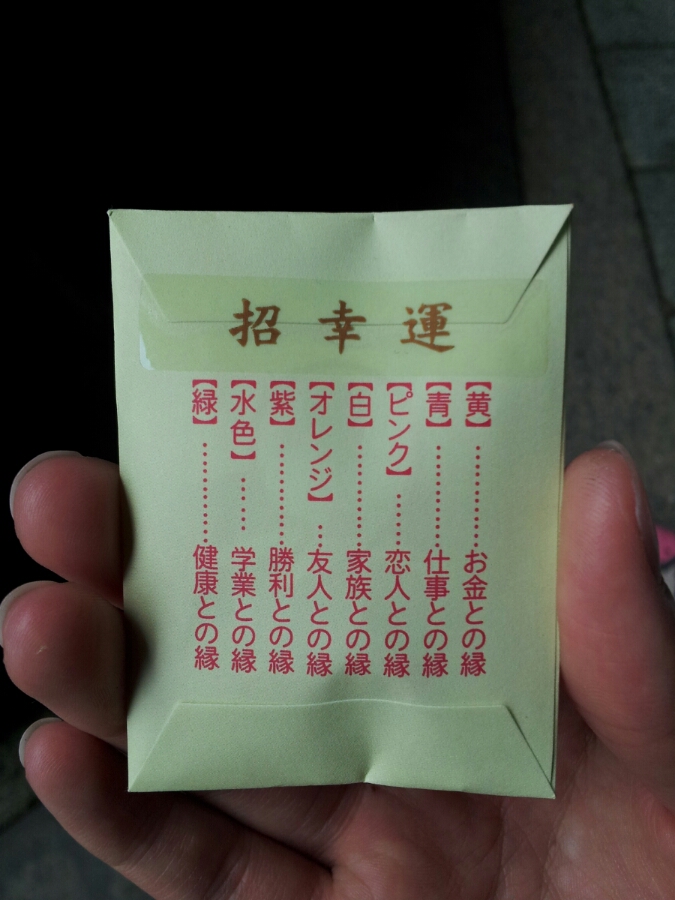 招幸運
【黄】…………お金との縁
【青】…………仕事との縁
【ピンク】……恋人との縁
【白】…………家族との縁
【オレンジ】…友人との縁
【紫】…………勝利との縁
【水色】……学業との縁
【緑】…………健康との縁